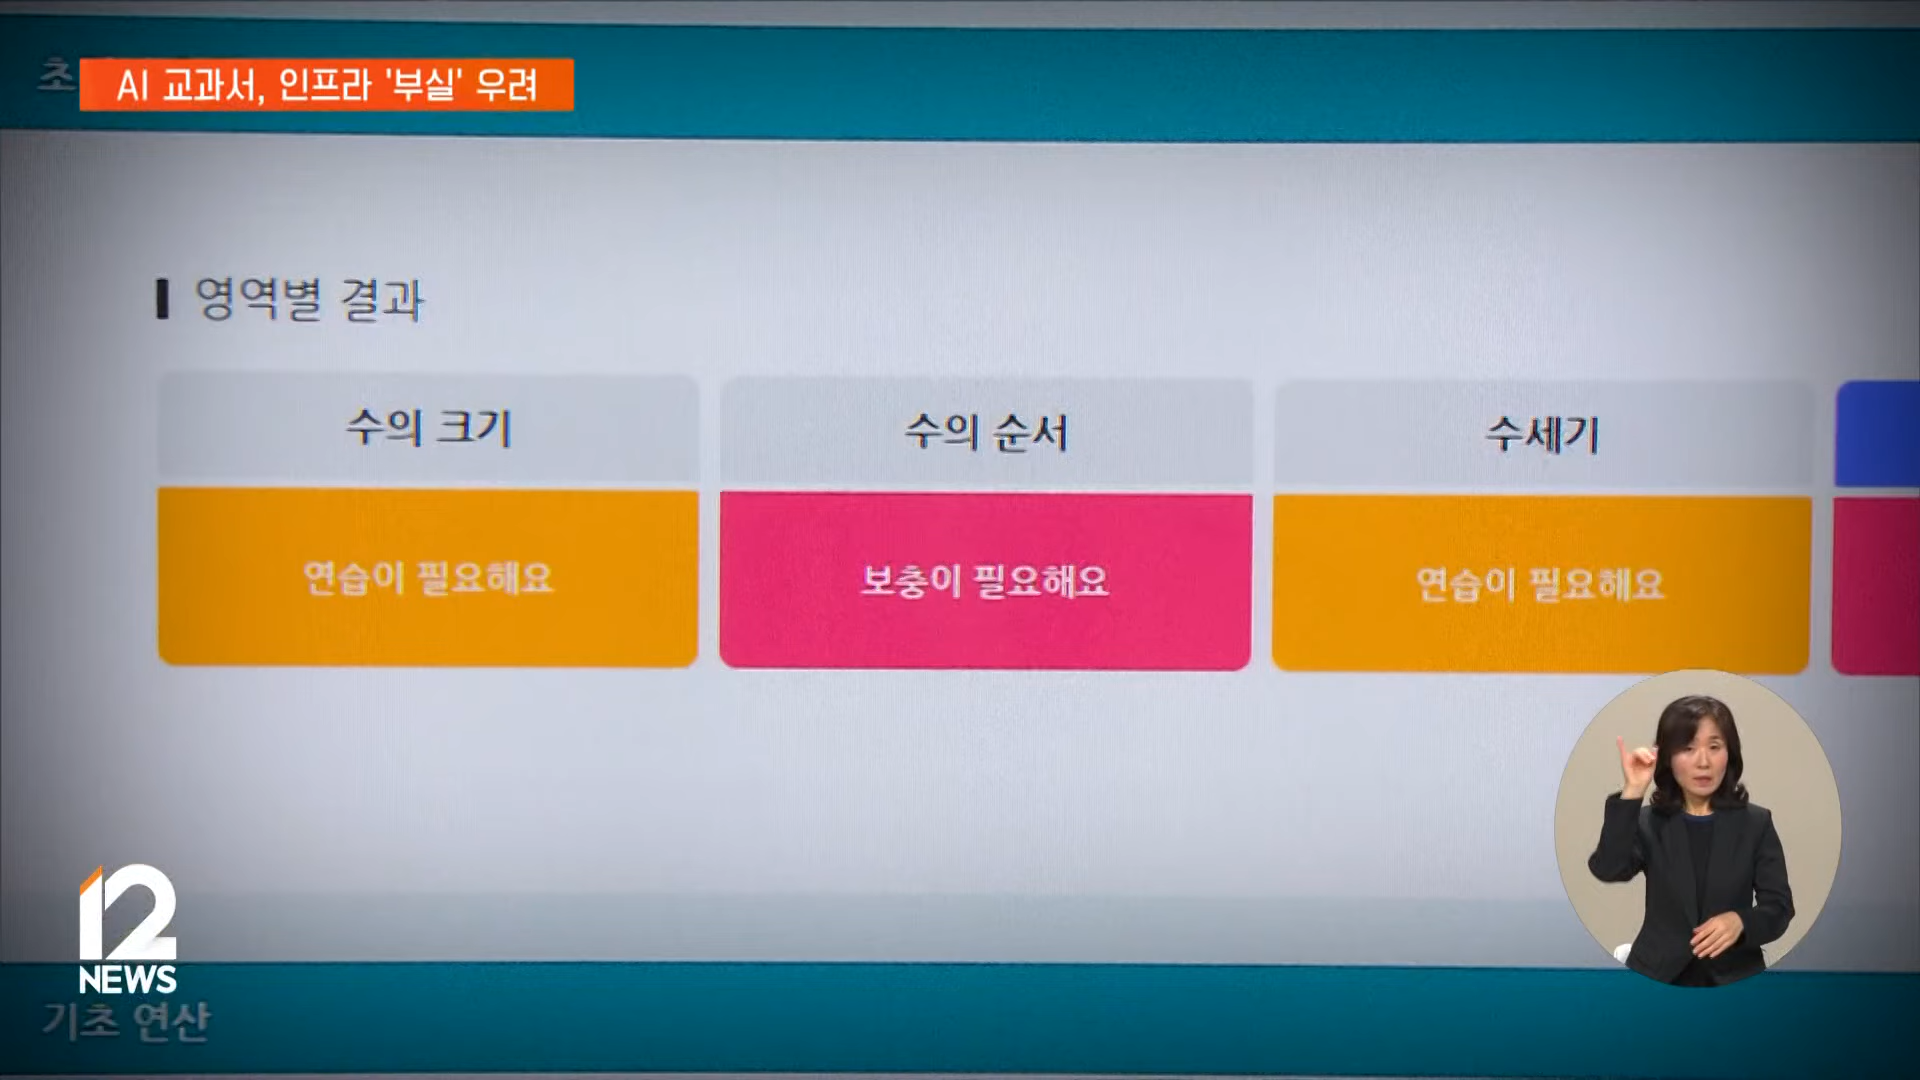 초
AI 교과서, 인프라 '부실' 우려
영역별 결과
수의 크기
수의 순서
수세기
연습이 필요해요
보충이 필요해요
연습이 필요해요
12
NEWS
기초 연산